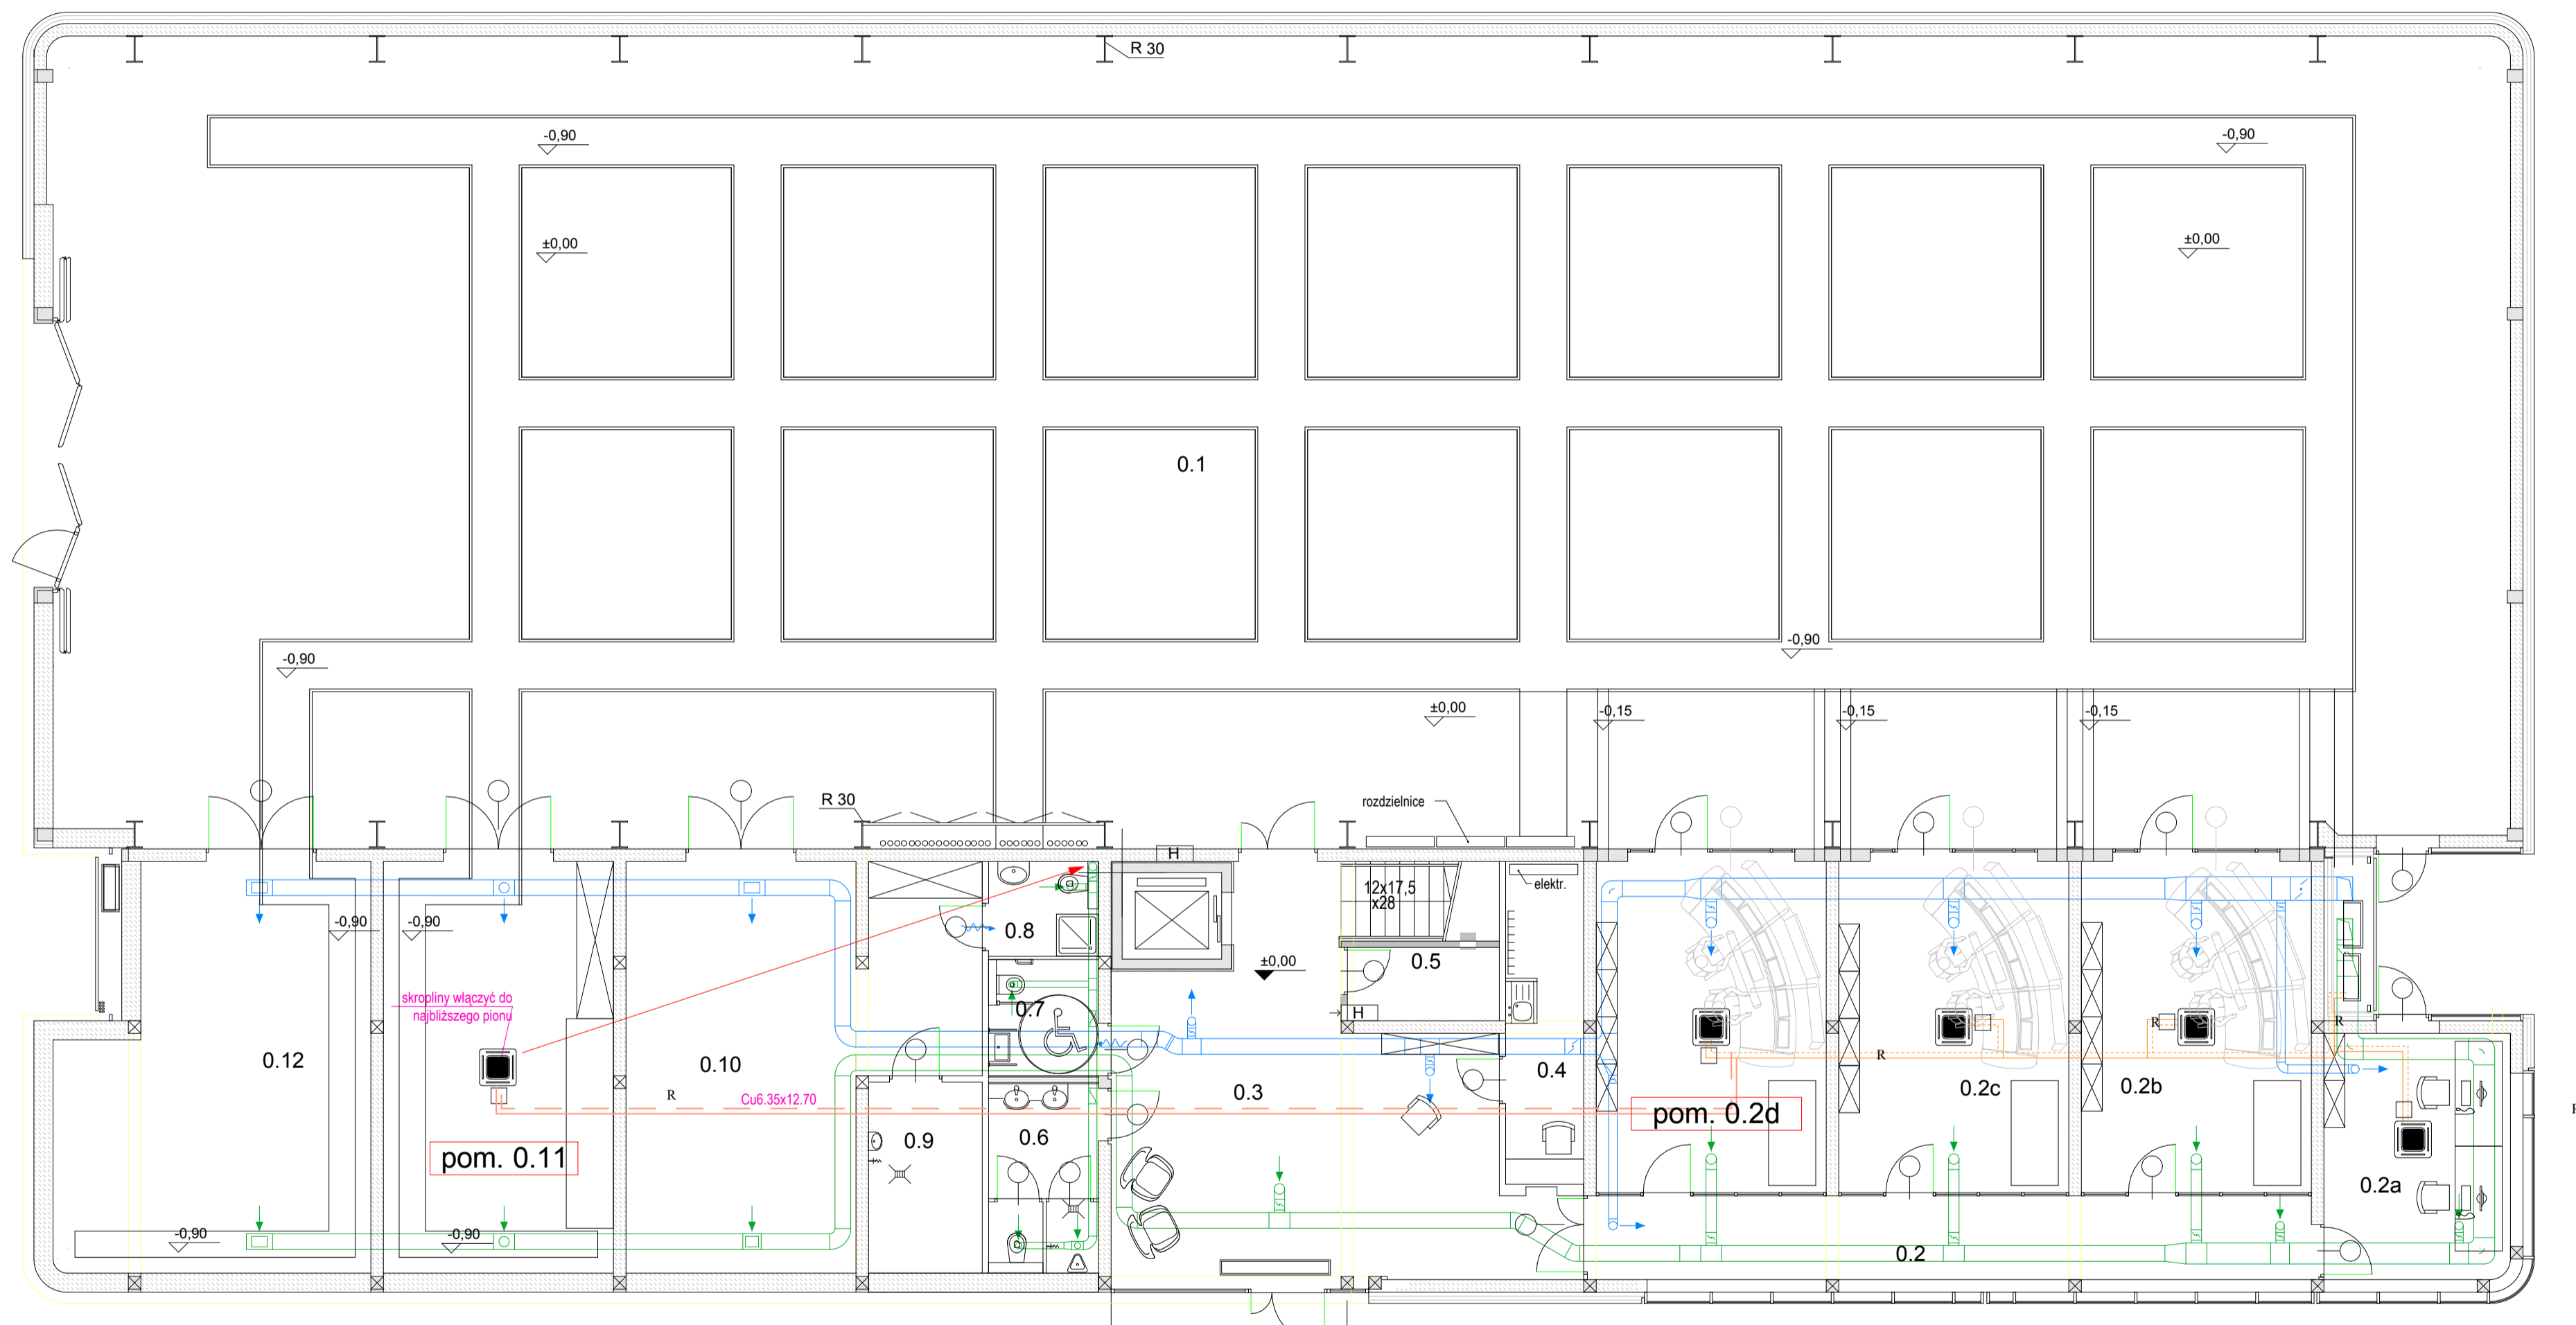 R 30
-0,90
-0,90
±0,00
±0,00
0.1
-0,90
-0,90
±0,00
-0,15
-0,15
-0,15
R 30
rozdzielnice
H
12x17,5
x28
elektr.
-0,90
-0,90
0.8
0.5
±0,00
skropliny włączyć do
najbliższego pionu
0.7
H
R
R
0.12
0.10
R
0.4
0.3
0.2c
0.2b
R
Cu6.35x12.70
pom. 0.2d
0.9
0.6
pom. 0.11
0.2a
-0,90
-0,90
0.2